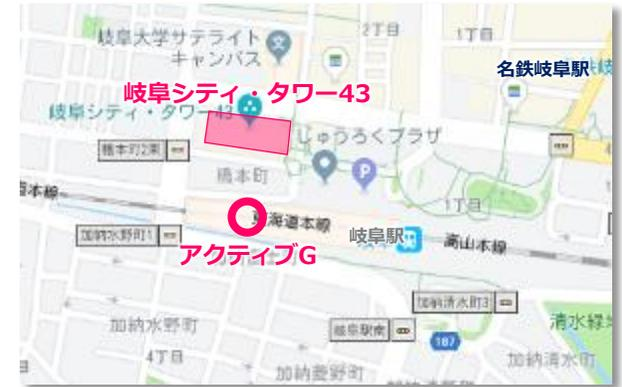 岐阜大学サテライト
キャンパス
2丁目
1丁目
名鉄岐阜駅
岐阜シティ・タワー43
岐阜シティ・タワー43
じゅうろくプラザ
橋本町2東
橋本町
1丁目
道本線
東海道本線
岐阜駅
高山本線
加納水野町1
アクティブG
加納清水町3
清水緑
加納水野町
岐阜駅南
187
4丁目
加納菱野町
加納清水町